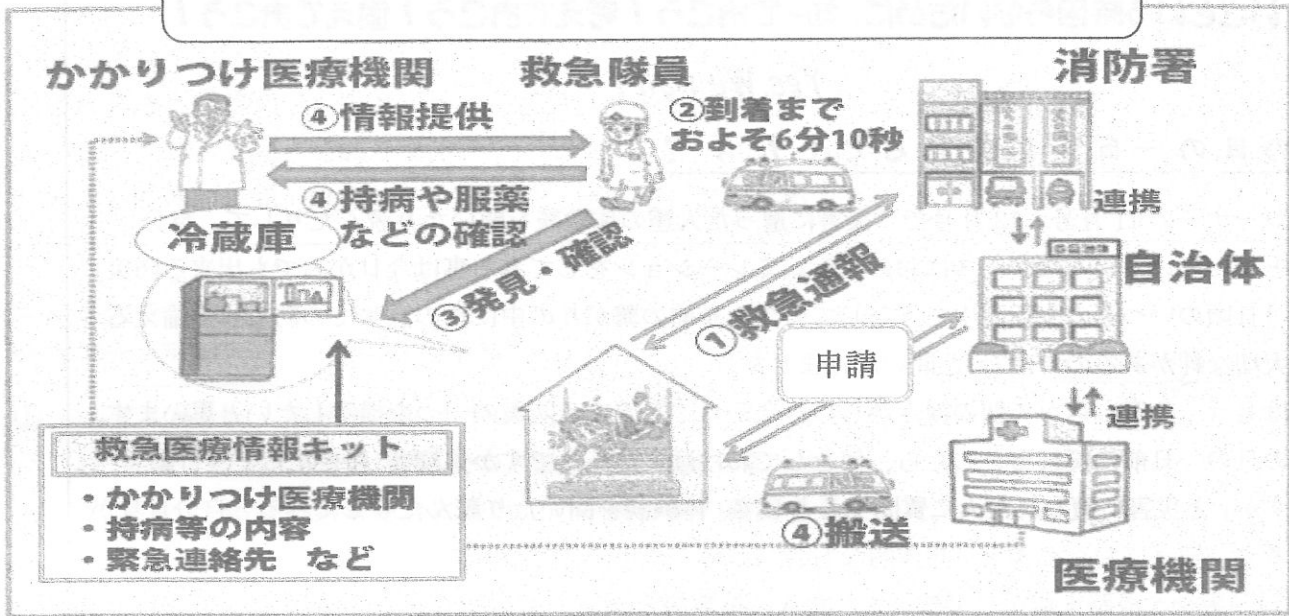 かかりつけ医療機関
救急隊員
消防署
④情報提供
②到着まで
およそ6分10秒
④持病や服薬
などの確認
連携
冷蔵庫
自治体
③発見・確認
①救急通報
申請
連携
救急医療情報キット
・かかりつけ医療機関
・持病等の内容
・緊急連絡先 など
④搬送
医療機関